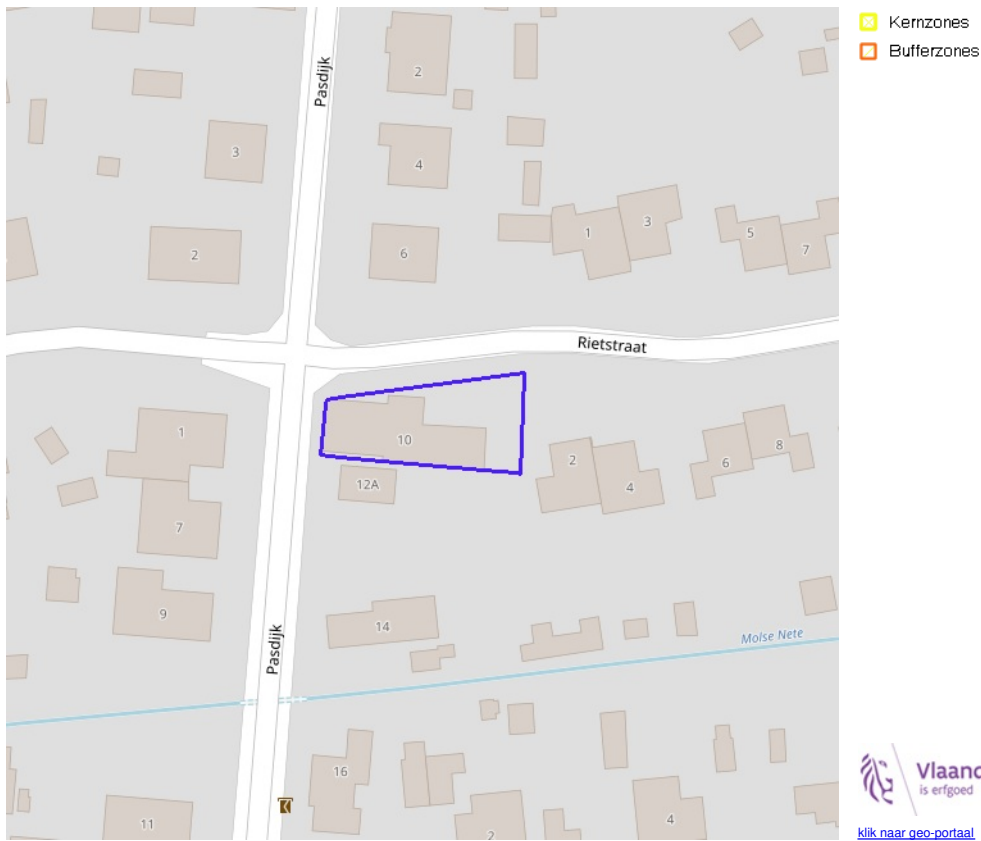 Kernzones
Bufferzones
Pasdijk
2
3
4
1
3
5
7
2
6
Rietstraat
1
10
2
8
6
12A
4
7
9
14
Pasdijk
Molse Nete
16
11
2
4
Vlaand
is erfgoed
klik naar geo-portaal